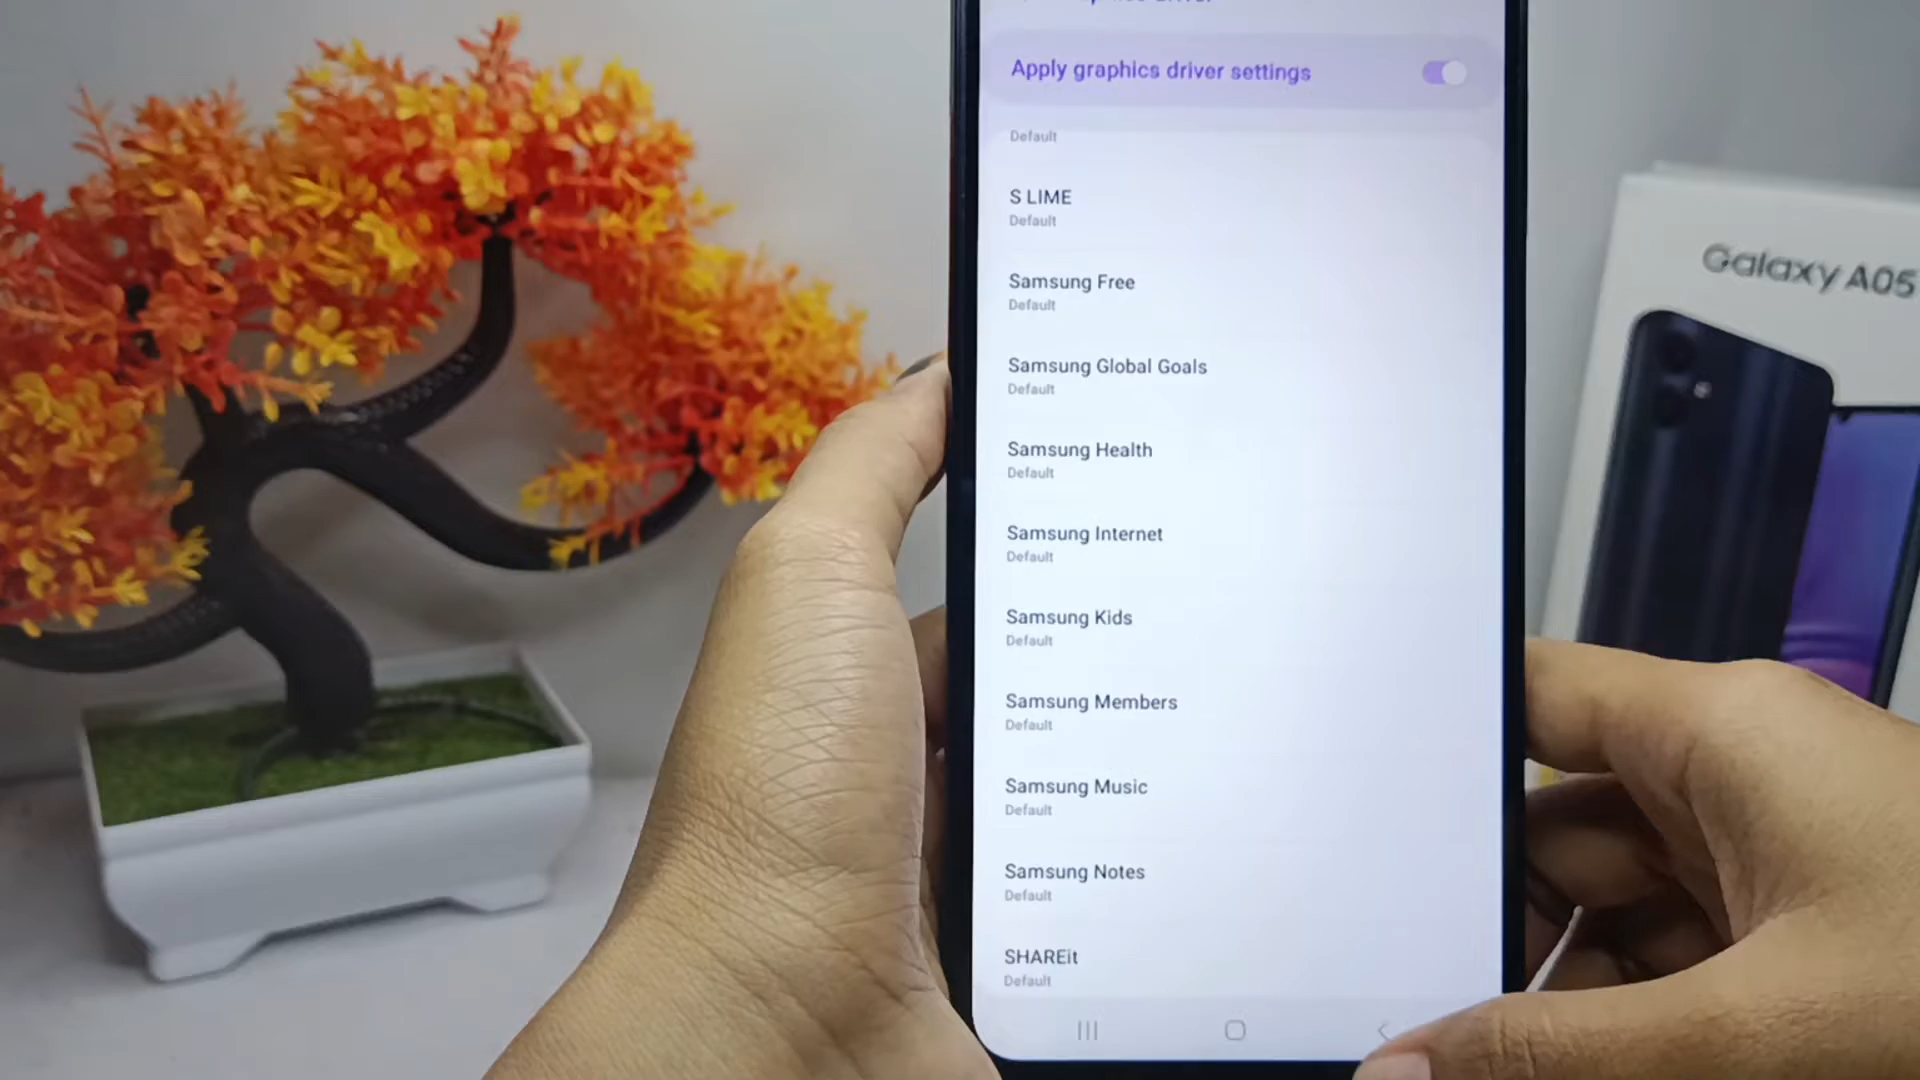 Apply graphics driver settings
Default
S LIME
Default
Samsung Free
Default
Samsung Global Goals
Default
Samsung Health
Default
Samsung Internet
Default
Samsung Kids
Default
Samsung Members
Default
Samsung Music
Default
Samsung Notes
Default
SHAREit
Default
Galaxy A05